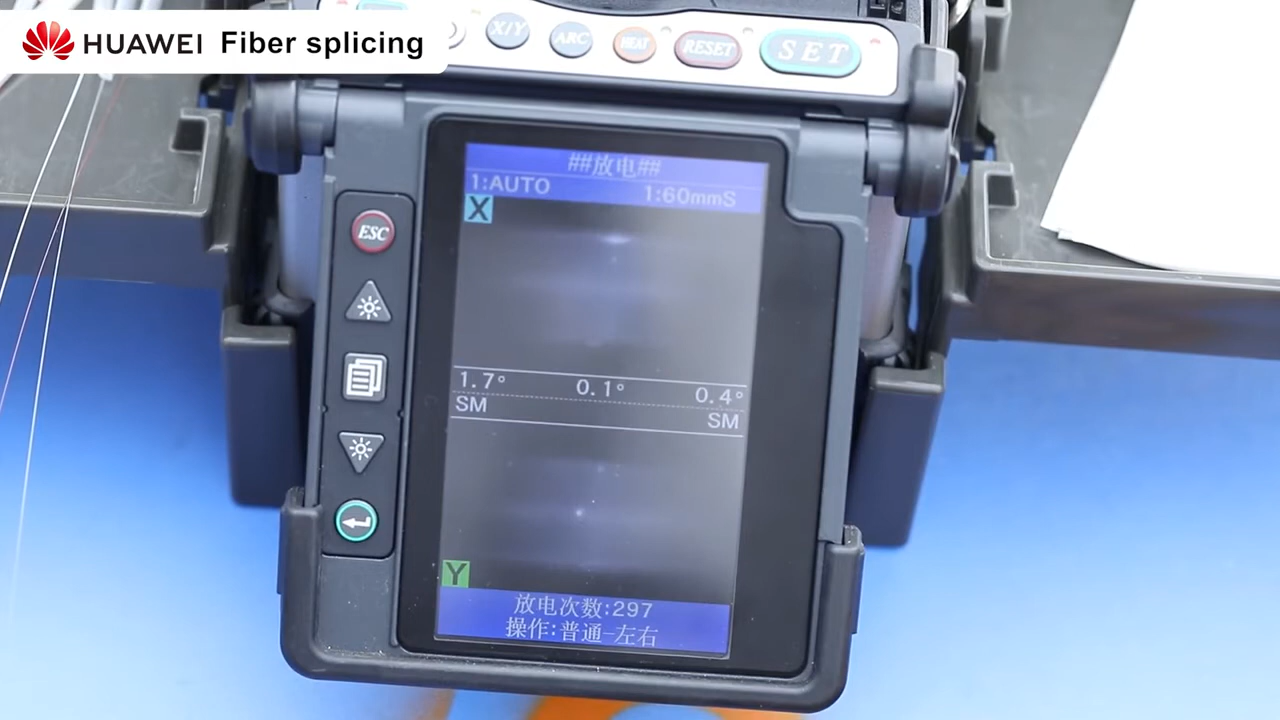 HUAWEI Fiber splicing
X/Y ARC HEAT RESET SET
##放电##
1:AUTO 1:60mmS
X
ESC
1.7° 0.1° 0.4°
SM SM
Y
放电次数:297
操作:普通-左右